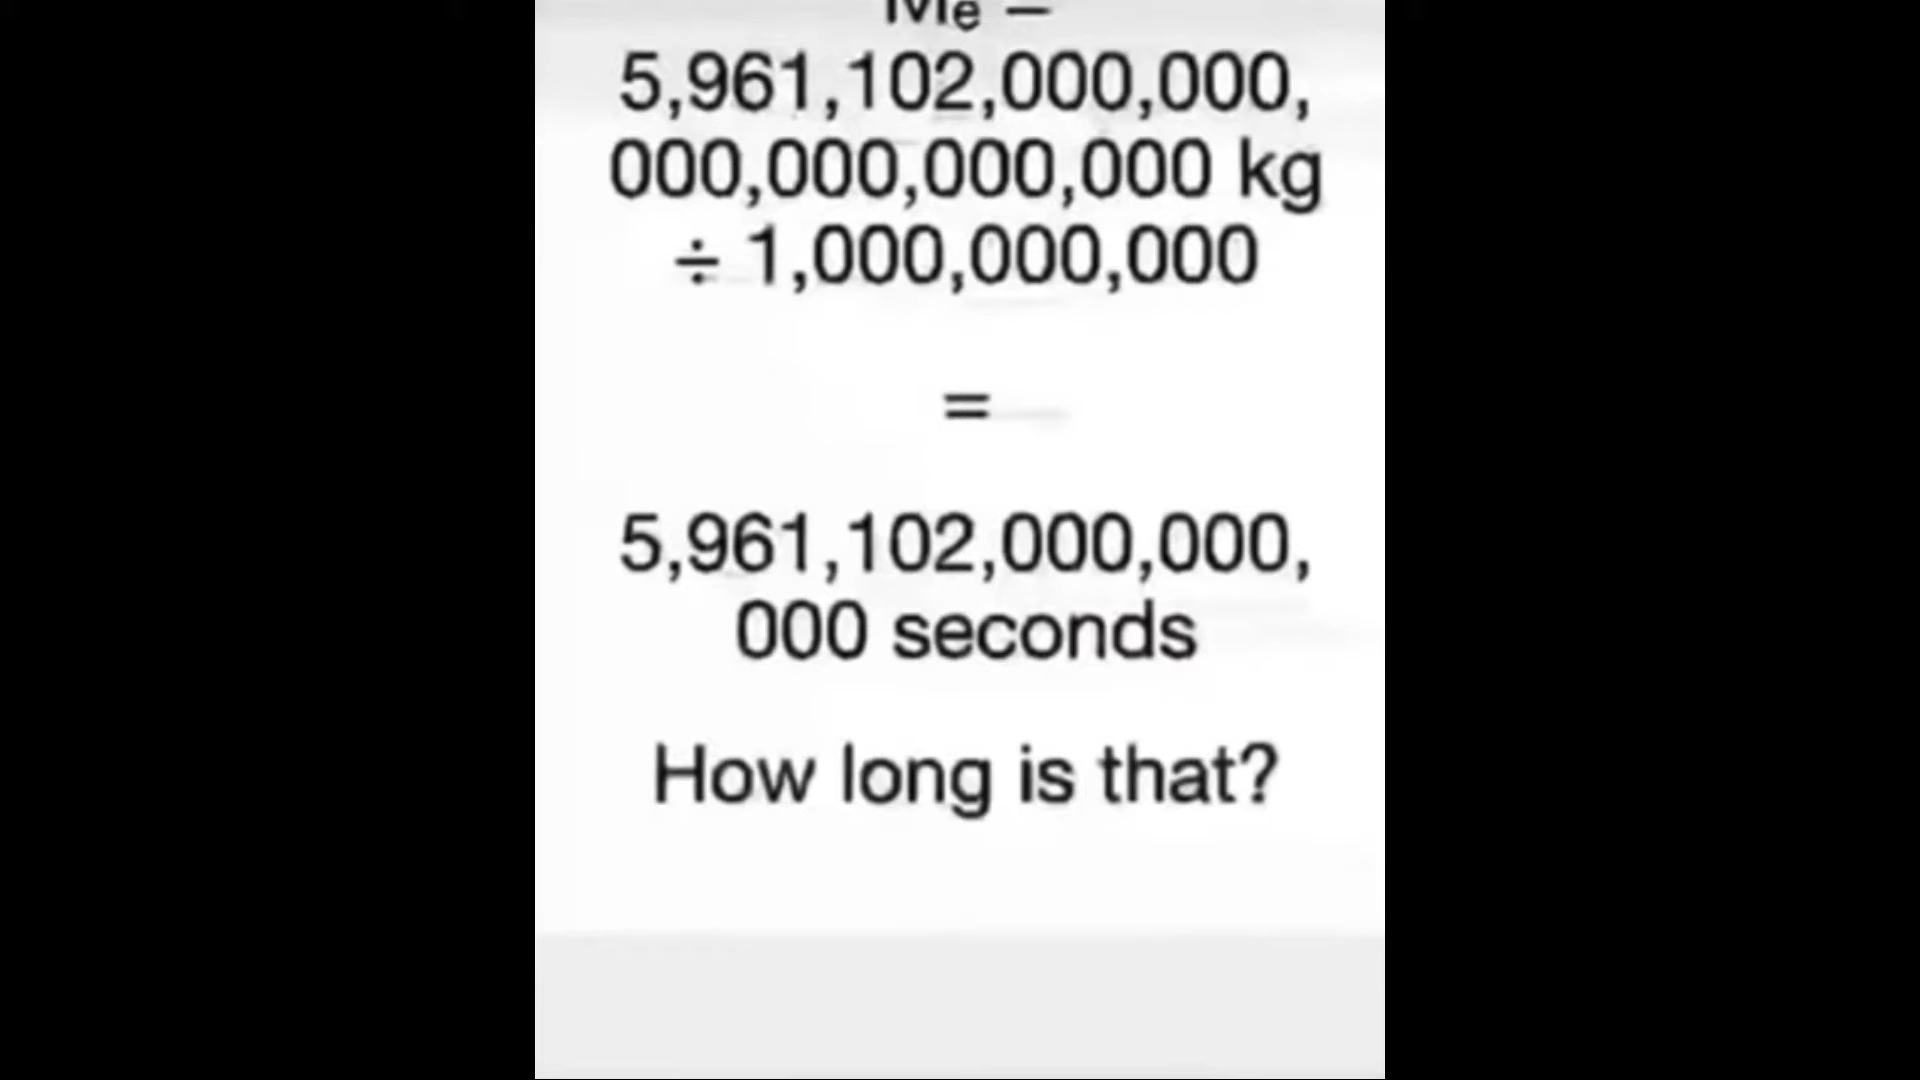 Me =
5,961,102,000,000,
000,000,000,000 kg
÷ 1,000,000,000
=
5,961,102,000,000,
000 seconds
How long is that?